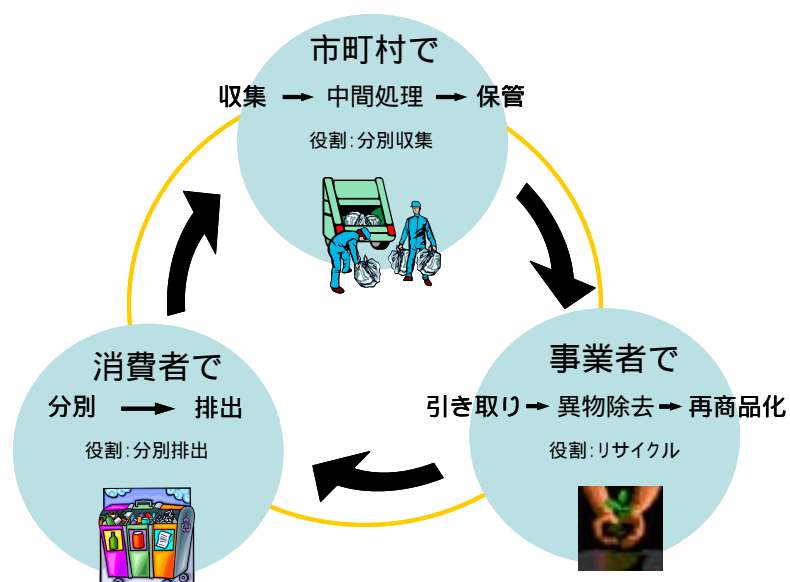 市町村で
収集 → 中間処理 → 保管
役割：分別収集
消費者で
分別 → 排出
役割：分別排出
事業者で
引き取り → 異物除去 → 再商品化
役割：リサイクル